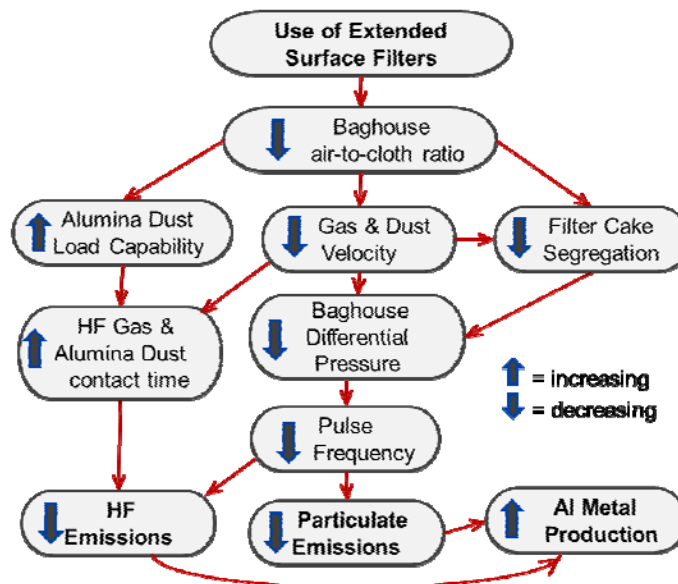 Use of Extended
Surface Filters
Baghouse
air-to-cloth ratio
Alumina Dust
Load Capability
Gas & Dust
Velocity
Filter Cake
Segregation
HF Gas &
Alumina Dust
contact time
Baghouse
Differential
Pressure
= increasing
= decreasing
Pulse
Frequency
HF
Emissions
Particulate
Emissions
Al Metal
Production